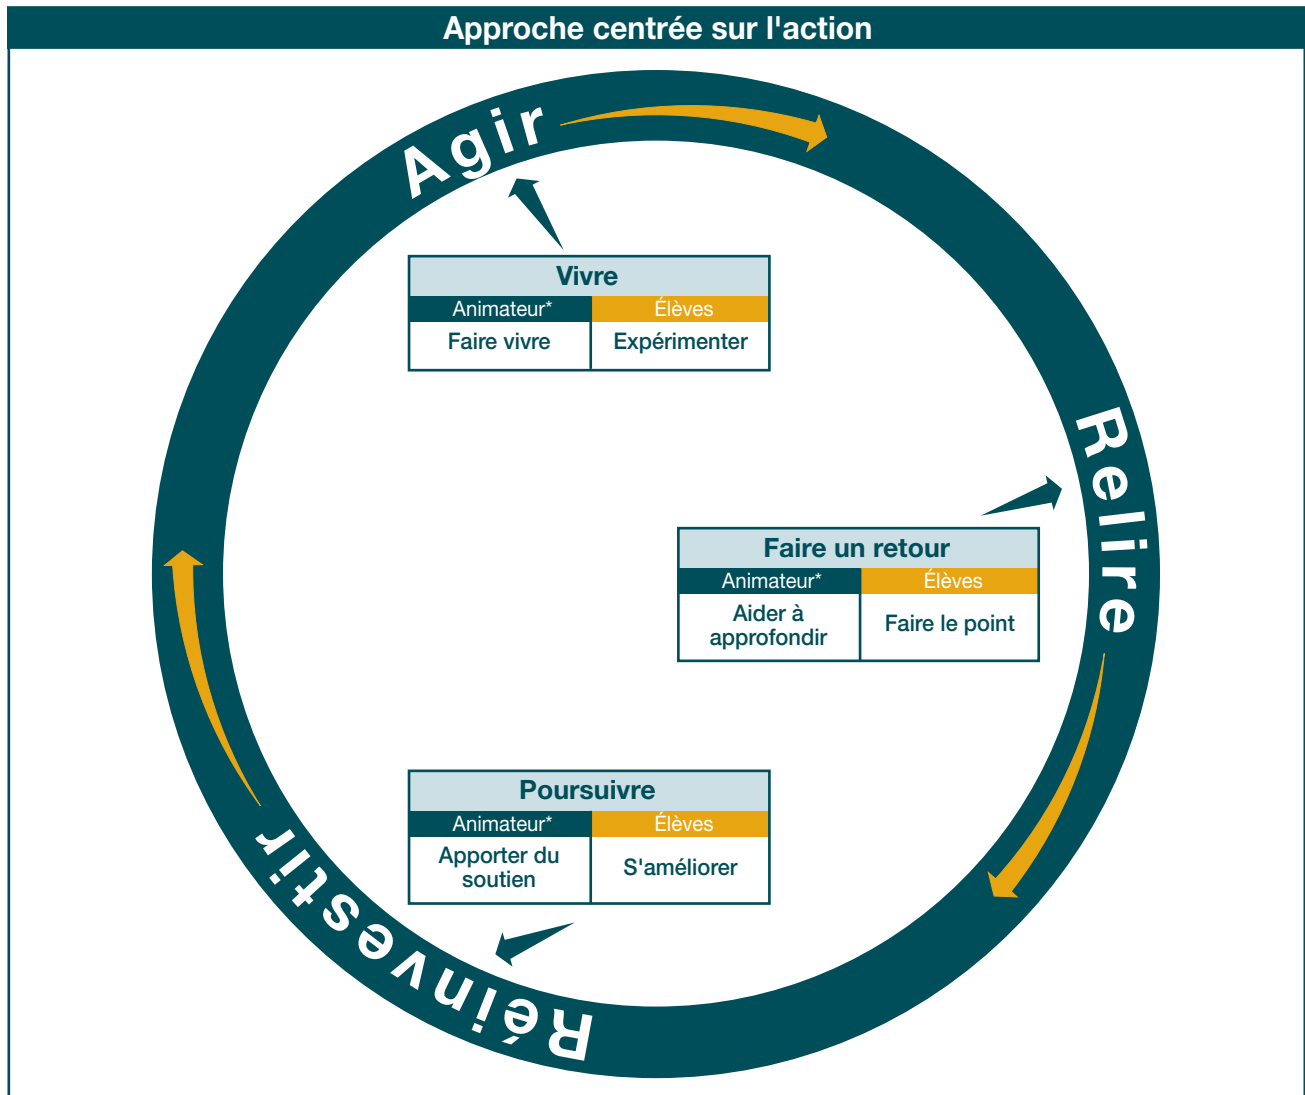 Approche centrée sur l'action
Agir
Vivre
Animateur* Élèves
Faire vivre Expérimenter
Relire
Faire un retour
Animateur* Élèves
Aider à
approfondir
Faire le point
Poursuivre
Animateur* Élèves
Apporter du
soutien
S'améliorer
Réinvestir